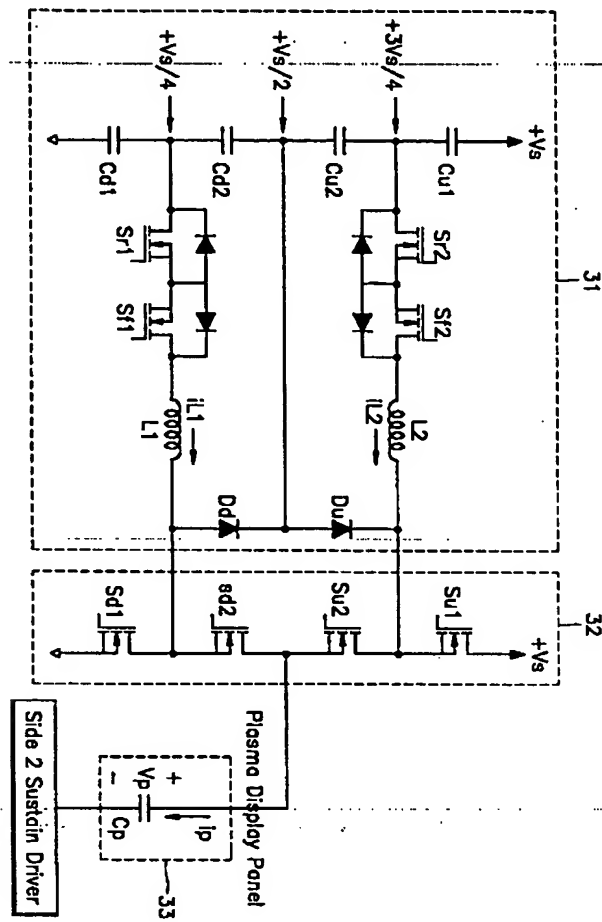 +Vs
+3Vs/4
+Vs/2
+Vs/4
Cu1
Cu2
Cd2
Cd1
Sr2
Sf2
Sr1
Sf1
iL2
L2
iL1
L1
Du
Dd
31
+Vs
Su1
Su2
sd2
Sd1
32
Plasma Display Panel
+
Vp
-
ip
Cp
33
Side 2 Sustain Driver